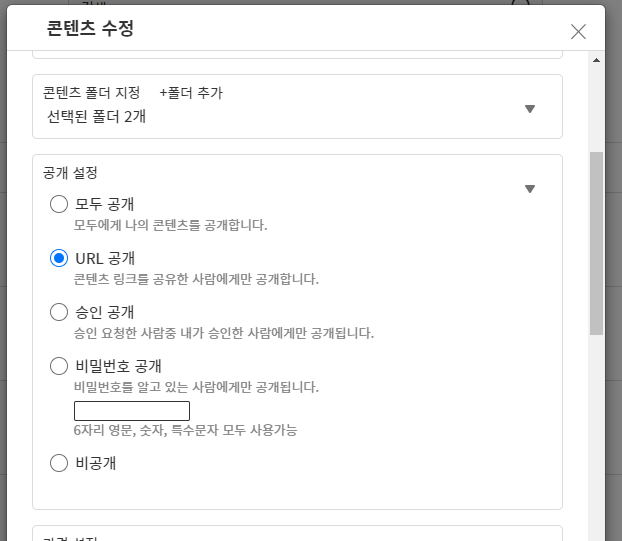 콘텐츠 수정
콘텐츠 폴더 지정 +폴더 추가
선택된 폴더 2개
공개 설정
모두 공개
모두에게 나의 콘텐츠를 공개합니다.
URL 공개
콘텐츠 링크를 공유한 사람에게만 공개합니다.
승인 공개
승인 요청한 사람중 내가 승인한 사람에게만 공개됩니다.
비밀번호 공개
비밀번호를 알고 있는 사람에게만 공개됩니다.
6자리 영문, 숫자, 특수문자 모두 사용가능
비공개